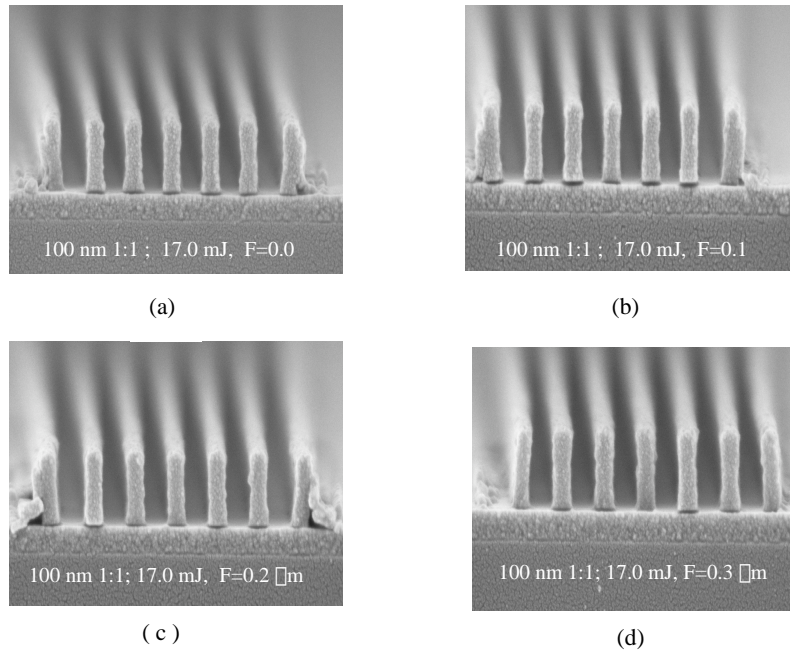 100 nm 1:1 ; 17.0 mJ, F=0.0
100 nm 1:1 ; 17.0 mJ, F=0.1
(a)
(b)
100 nm 1:1; 17.0 mJ, F=0.2 □m
100 nm 1:1; 17.0 mJ, F=0.3 □m
( c )
(d)